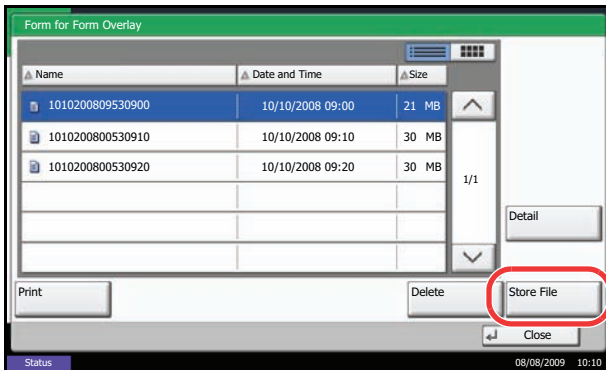 Form for Form Overlay
Name Date and Time Size
1010200809530900 10/10/2008 09:00 21 MB
1010200800530910 10/10/2008 09:10 30 MB
1010200800530920 10/10/2008 09:20 30 MB
1/1
Detail
Print Delete Store File
Close
Status 08/08/2009 10:10